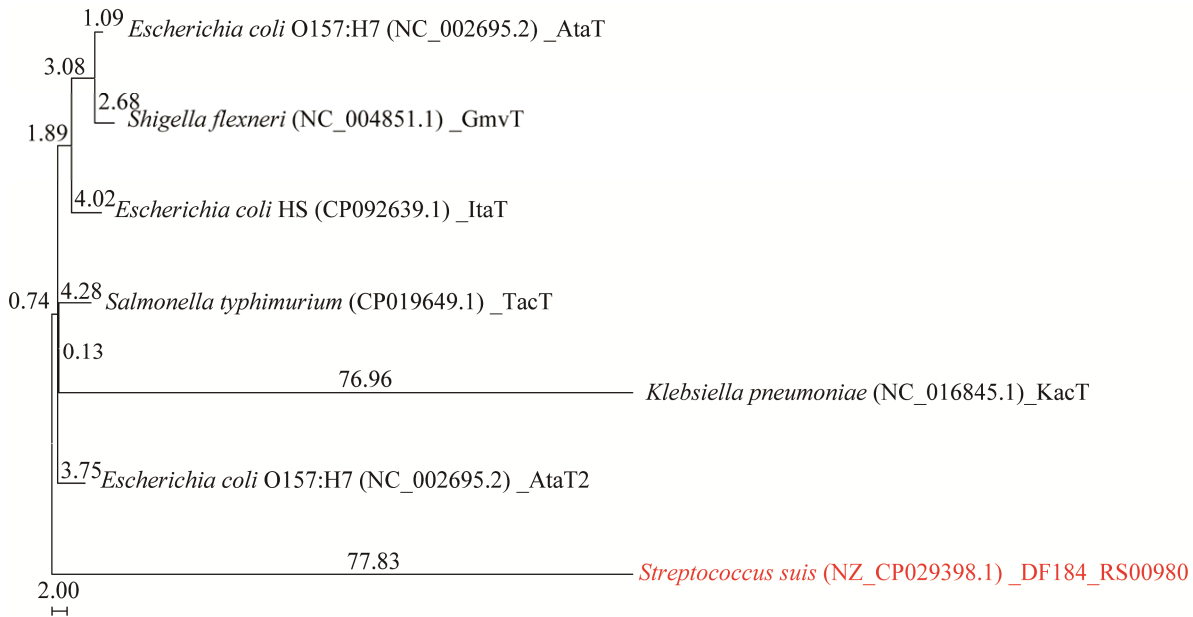 1.09
Escherichia coli O157:H7 (NC_002695.2) _AtaT
3.08
2.68
Shigella flexneri (NC_004851.1) _GmvT
1.89
4.02
Escherichia coli HS (CP092639.1) _ItaT
0.74
4.28
Salmonella typhimurium (CP019649.1) _TacT
0.13
76.96
Klebsiella pneumoniae (NC_016845.1)_KacT
3.75
Escherichia coli O157:H7 (NC_002695.2) _AtaT2
77.83
Streptococcus suis (NZ_CP029398.1) _DF184_RS00980
2.00